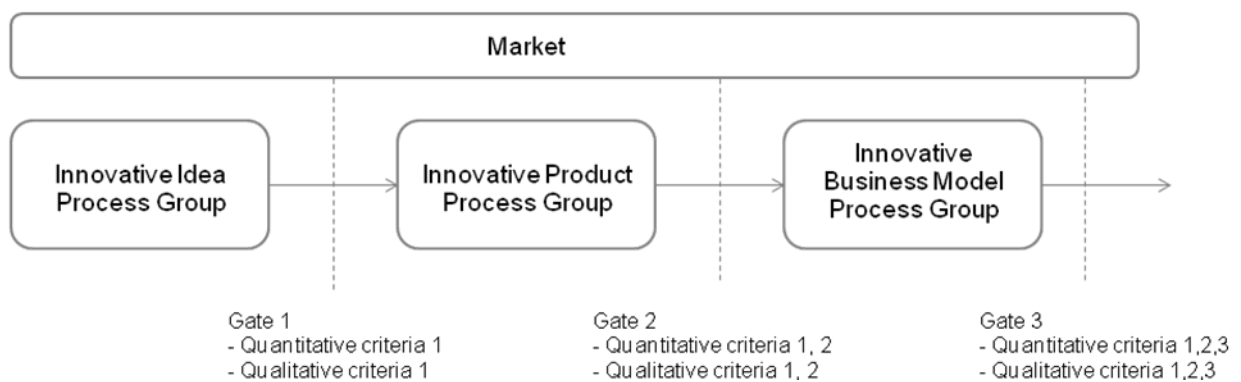 Market
Innovative Idea
Process Group
Innovative Product
Process Group
Innovative
Business Model
Process Group
Gate 1
- Quantitative criteria 1
- Qualitative criteria 1
Gate 2
- Quantitative criteria 1, 2
- Qualitative criteria 1, 2
Gate 3
- Quantitative criteria 1,2,3
- Qualitative criteria 1,2,3